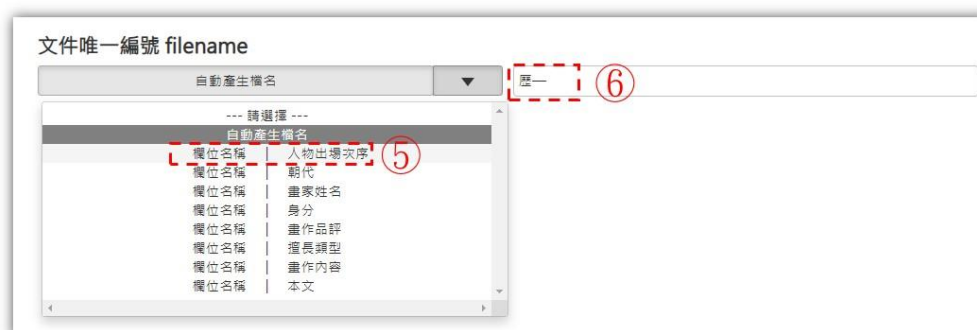 文件唯一編號 filename
自動產生檔名 ▼ 歷一 ⑥
--- 請選擇 ---
自動產生檔名
欄位名稱 | 人物出場次序 ⑤
欄位名稱 | 朝代
欄位名稱 | 畫家姓名
欄位名稱 | 身分
欄位名稱 | 畫作品評
欄位名稱 | 擅長類型
欄位名稱 | 畫作內容
欄位名稱 | 本文